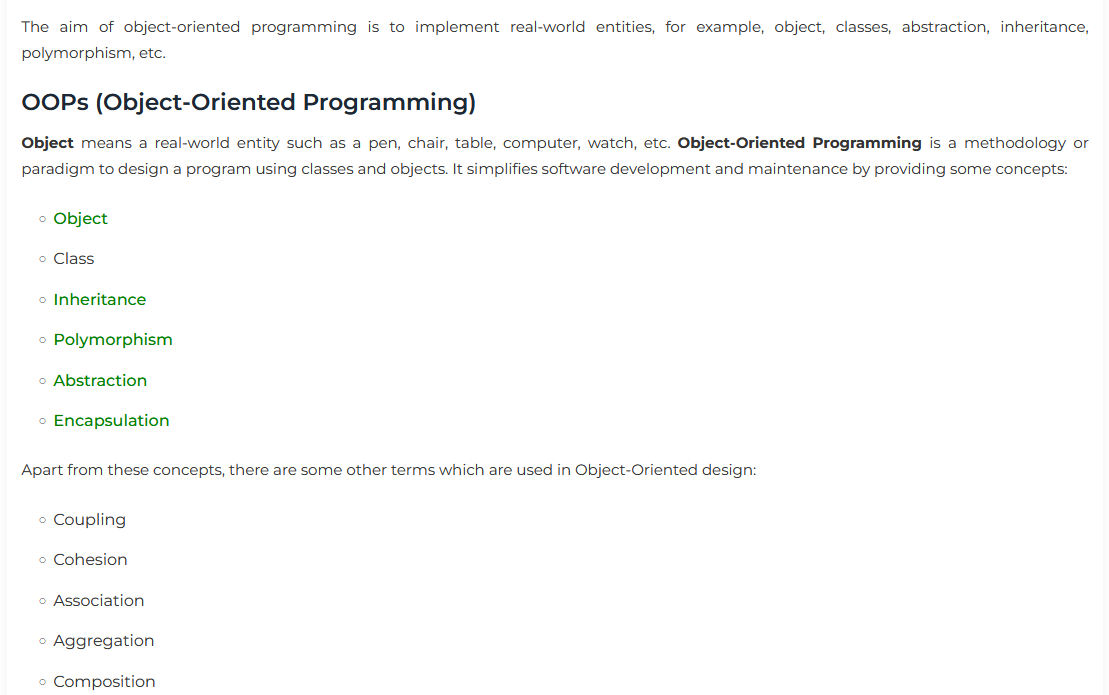 The aim of object-oriented programming is to implement real-world entities, for example, object, classes, abstraction, inheritance,
polymorphism, etc.
OOPs (Object-Oriented Programming)
Object means a real-world entity such as a pen, chair, table, computer, watch, etc. Object-Oriented Programming is a methodology or
paradigm to design a program using classes and objects. It simplifies software development and maintenance by providing some concepts:
Object
Class
Inheritance
Polymorphism
Abstraction
Encapsulation
Apart from these concepts, there are some other terms which are used in Object-Oriented design:
Coupling
Cohesion
Association
Aggregation
Composition